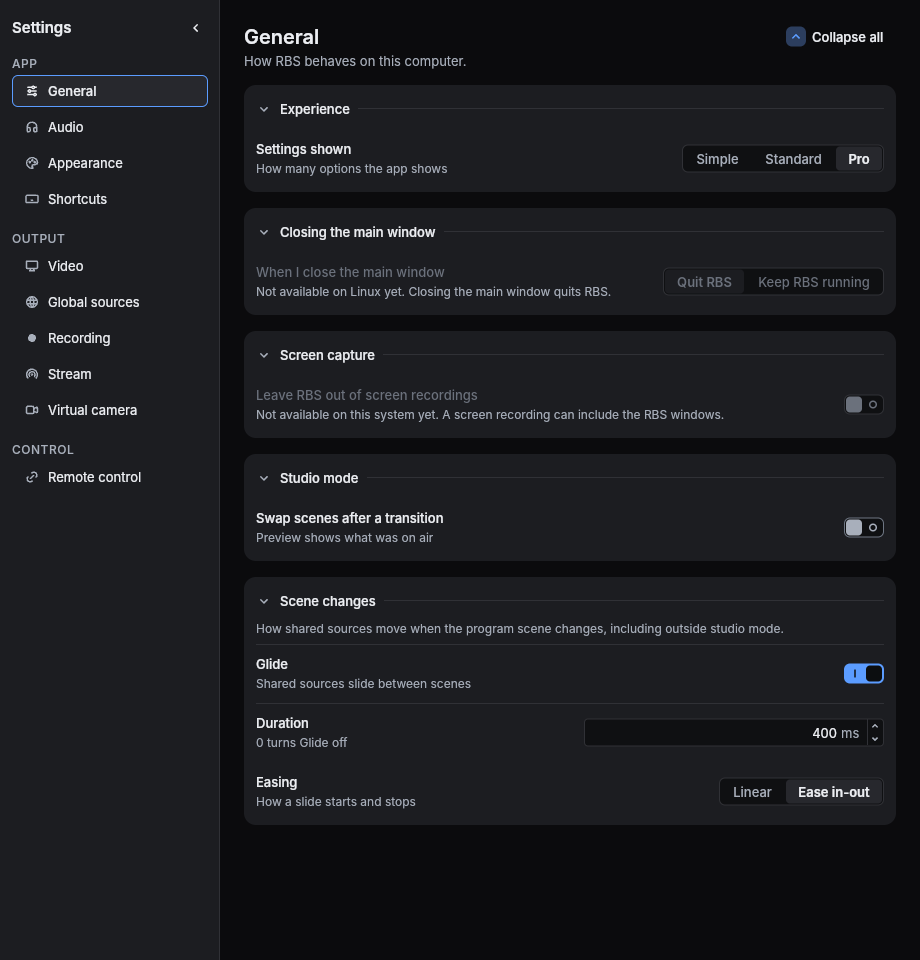 Settings
APP
General
Audio
Appearance
Shortcuts
OUTPUT
Video
Global sources
Recording
Stream
Virtual camera
CONTROL
Remote control
General
Collapse all
How RBS behaves on this computer.
Experience
Settings shown
How many options the app shows
Simple Standard Pro
Closing the main window
When I close the main window
Not available on Linux yet. Closing the main window quits RBS.
Quit RBS Keep RBS running
Screen capture
Leave RBS out of screen recordings
Not available on this system yet. A screen recording can include the RBS windows.
Studio mode
Swap scenes after a transition
Preview shows what was on air
Scene changes
How shared sources move when the program scene changes, including outside studio mode.
Glide
Shared sources slide between scenes
Duration
0 turns Glide off
400 ms
Easing
How a slide starts and stops
Linear Ease in-out